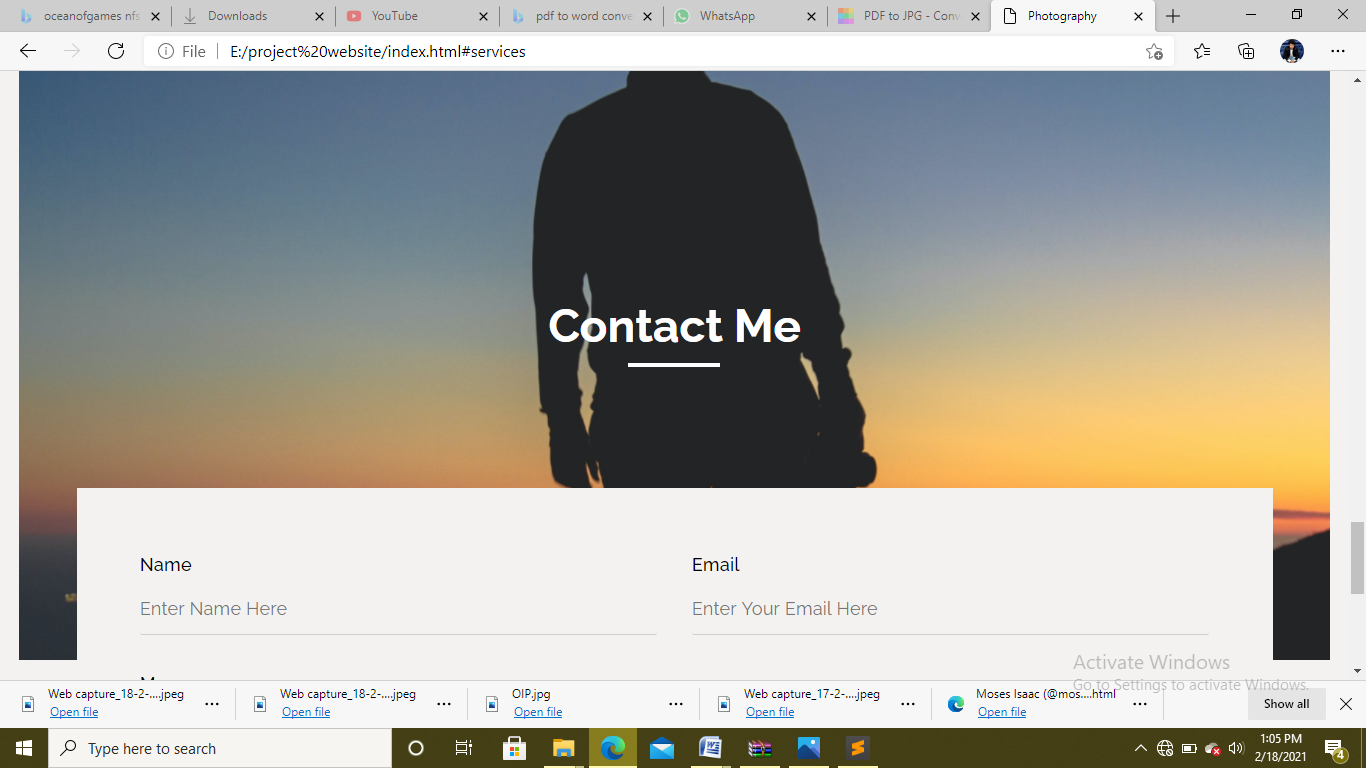 oceanofgames nfs
Downloads
YouTube
pdf to word conve
WhatsApp
PDF to JPG - Conv
Photography
File
E:/project%20website/index.html#services
Contact Me
Name
Email
Enter Name Here
Enter Your Email Here
Activate Windows
Go to Settings to activate Windows.
Web capture_18-2-....jpeg
Open file
Web capture_18-2-....jpeg
Open file
OIP.jpg
Open file
Web capture_17-2-....jpeg
Open file
Moses Isaac (@mos....html
Open file
Show all
Type here to search
1:05 PM
2/18/2021
4